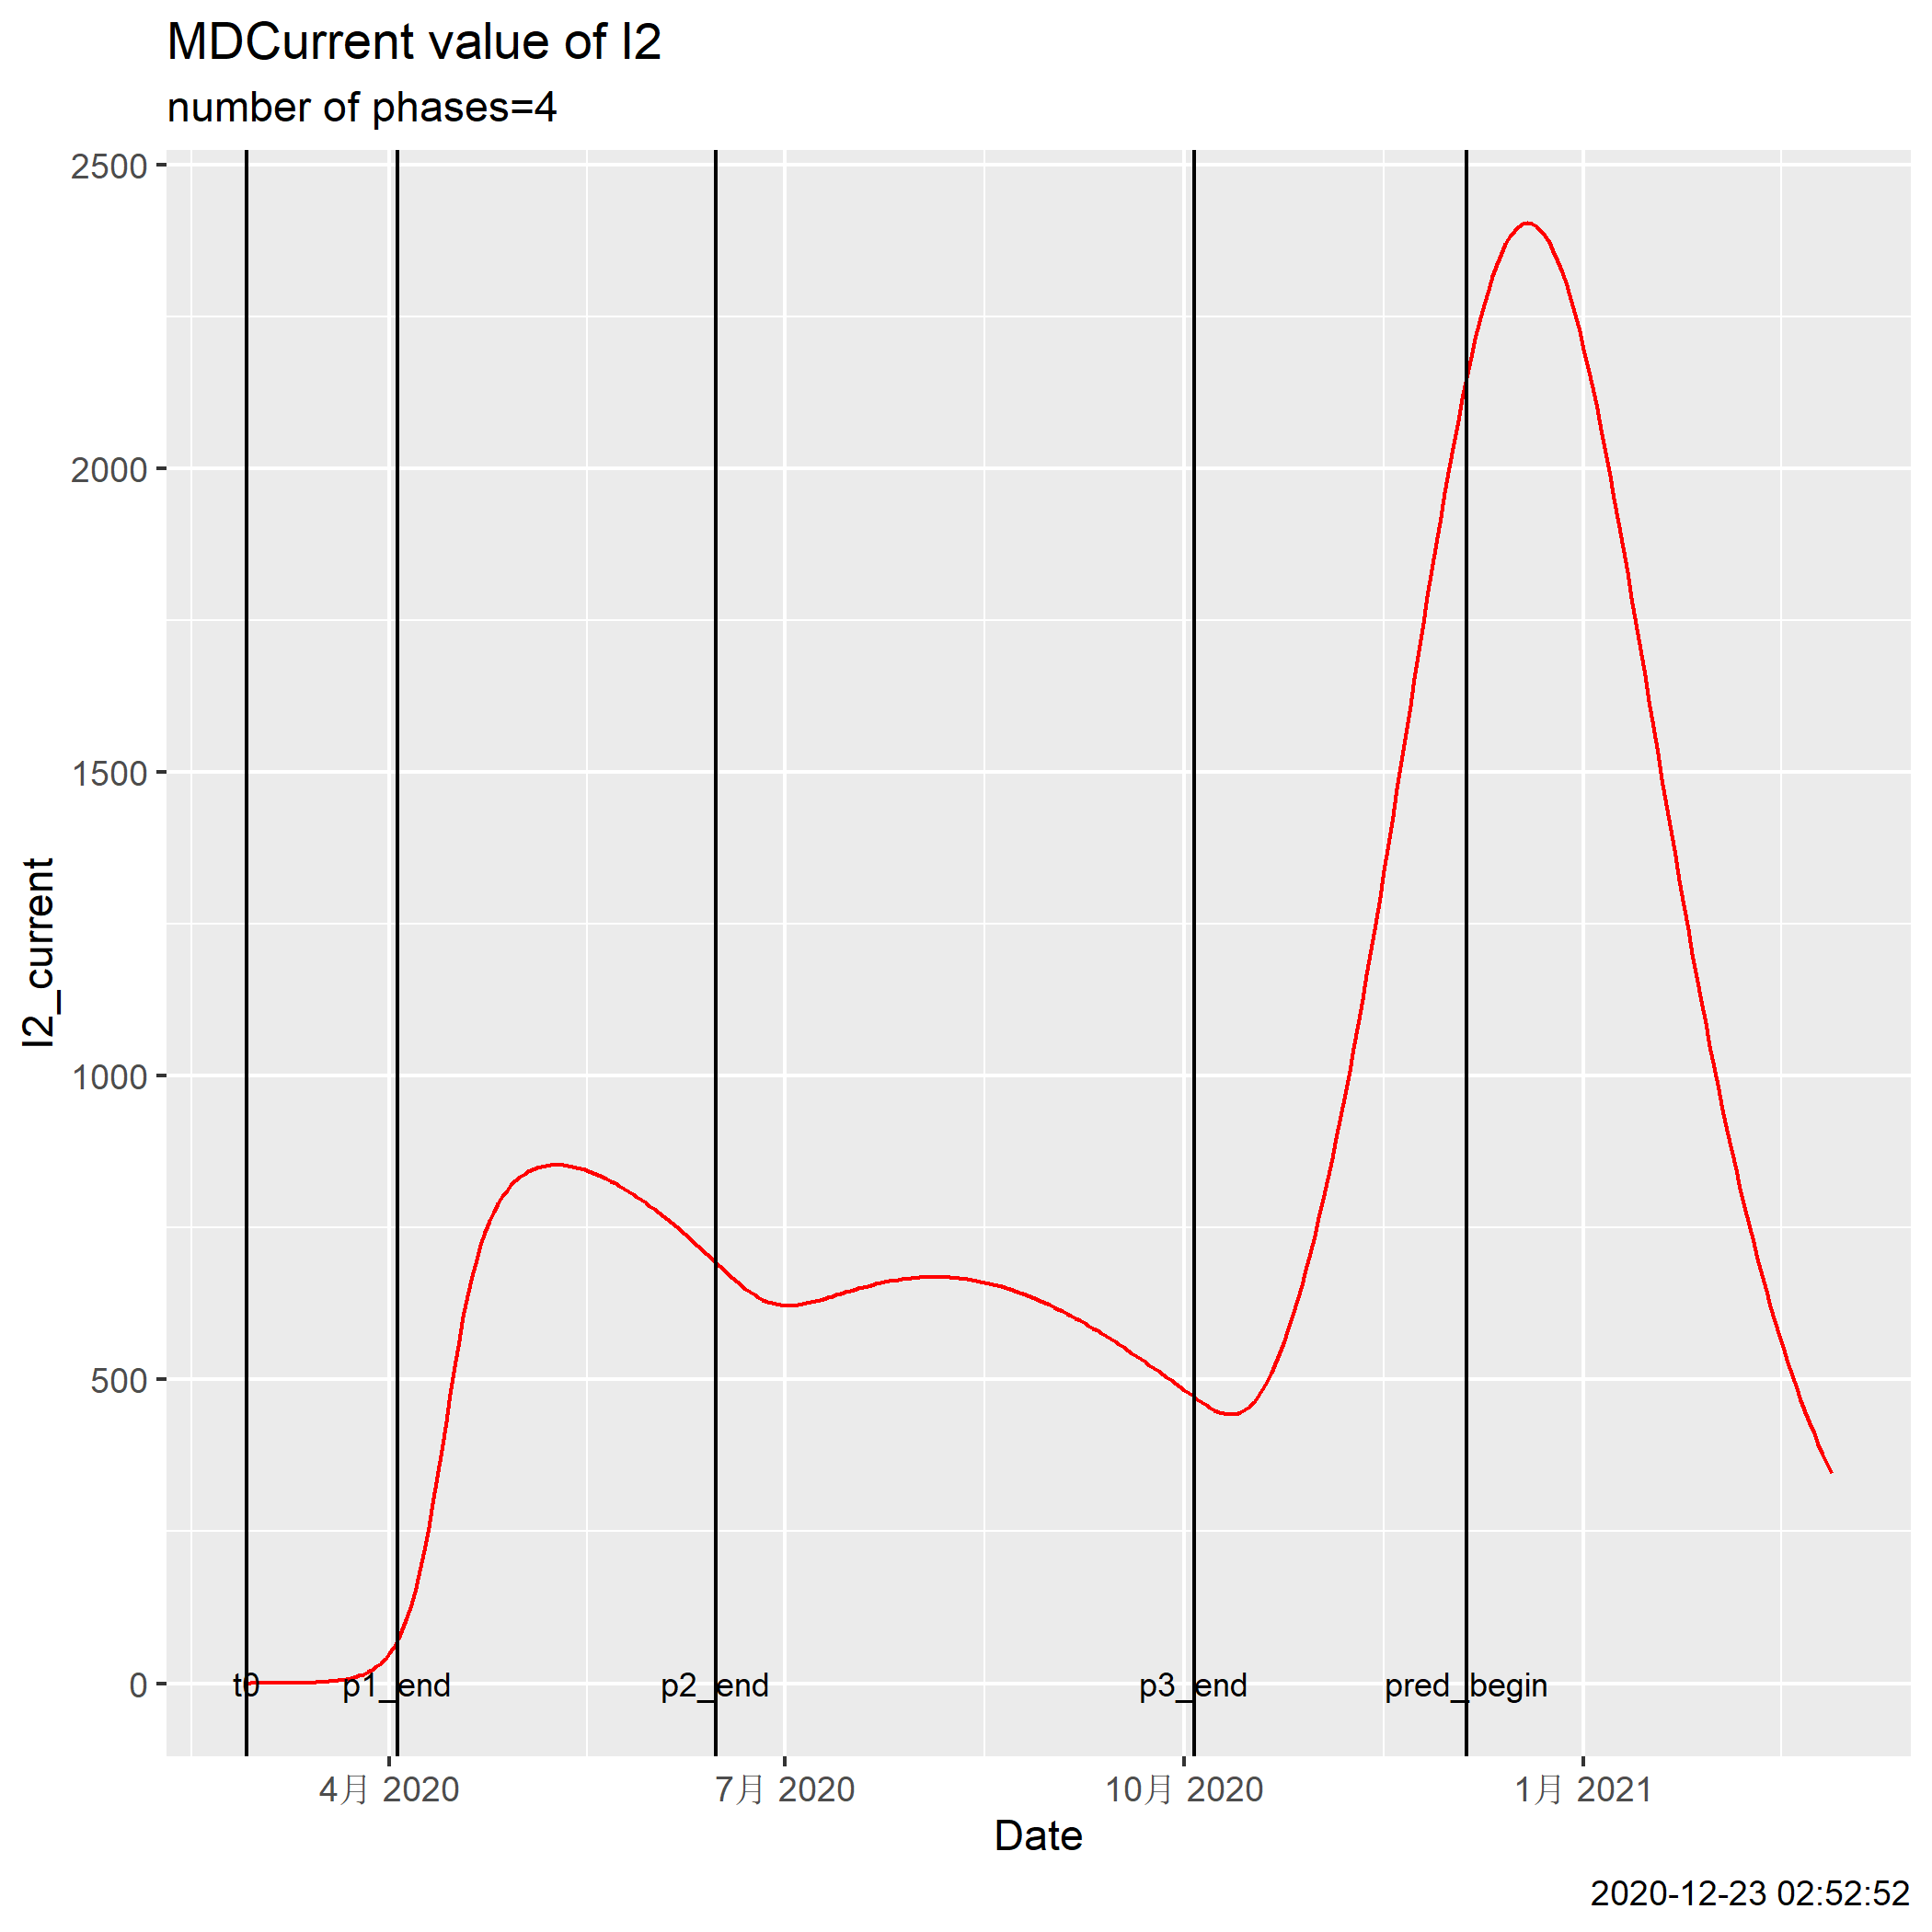 MDCurrent value of I2
number of phases=4
2500
2000
1500
1000
500
0
I2_current
t0
p1_end
p2_end
p3_end
pred_begin
4月 2020
7月 2020
10月 2020
1月 2021
Date
2020-12-23 02:52:52